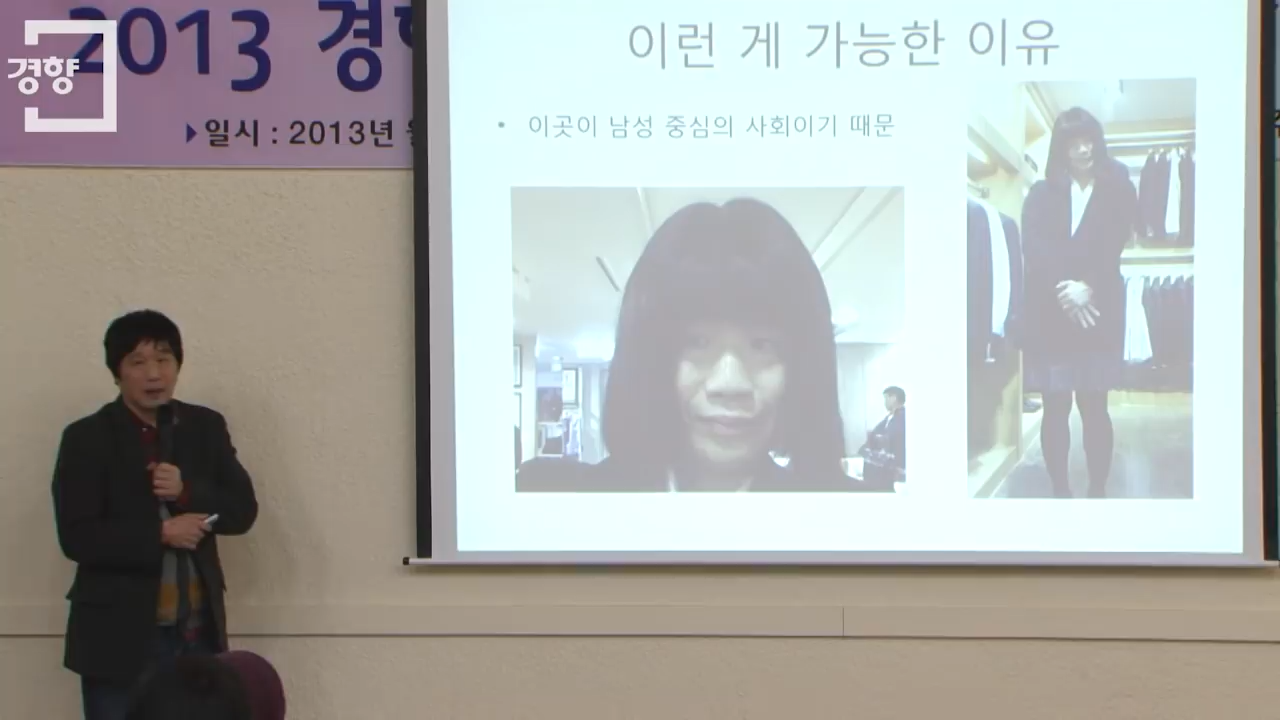 2013 경
경향
▶일시 : 2013년
이런 게 가능한 이유
• 이곳이 남성 중심의 사회이기 때문